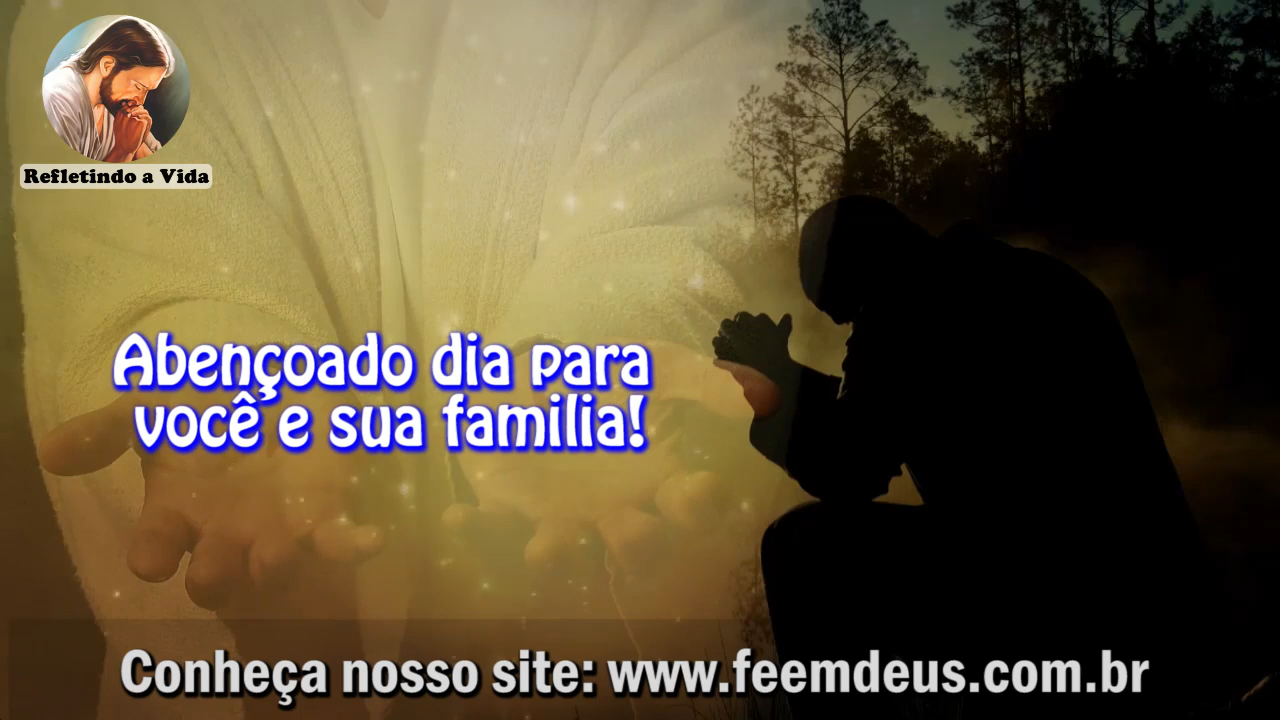 Refletindo a Vida
Abençoado dia para
você e sua familia!
Conheça nosso site: www.feemdeus.com.br